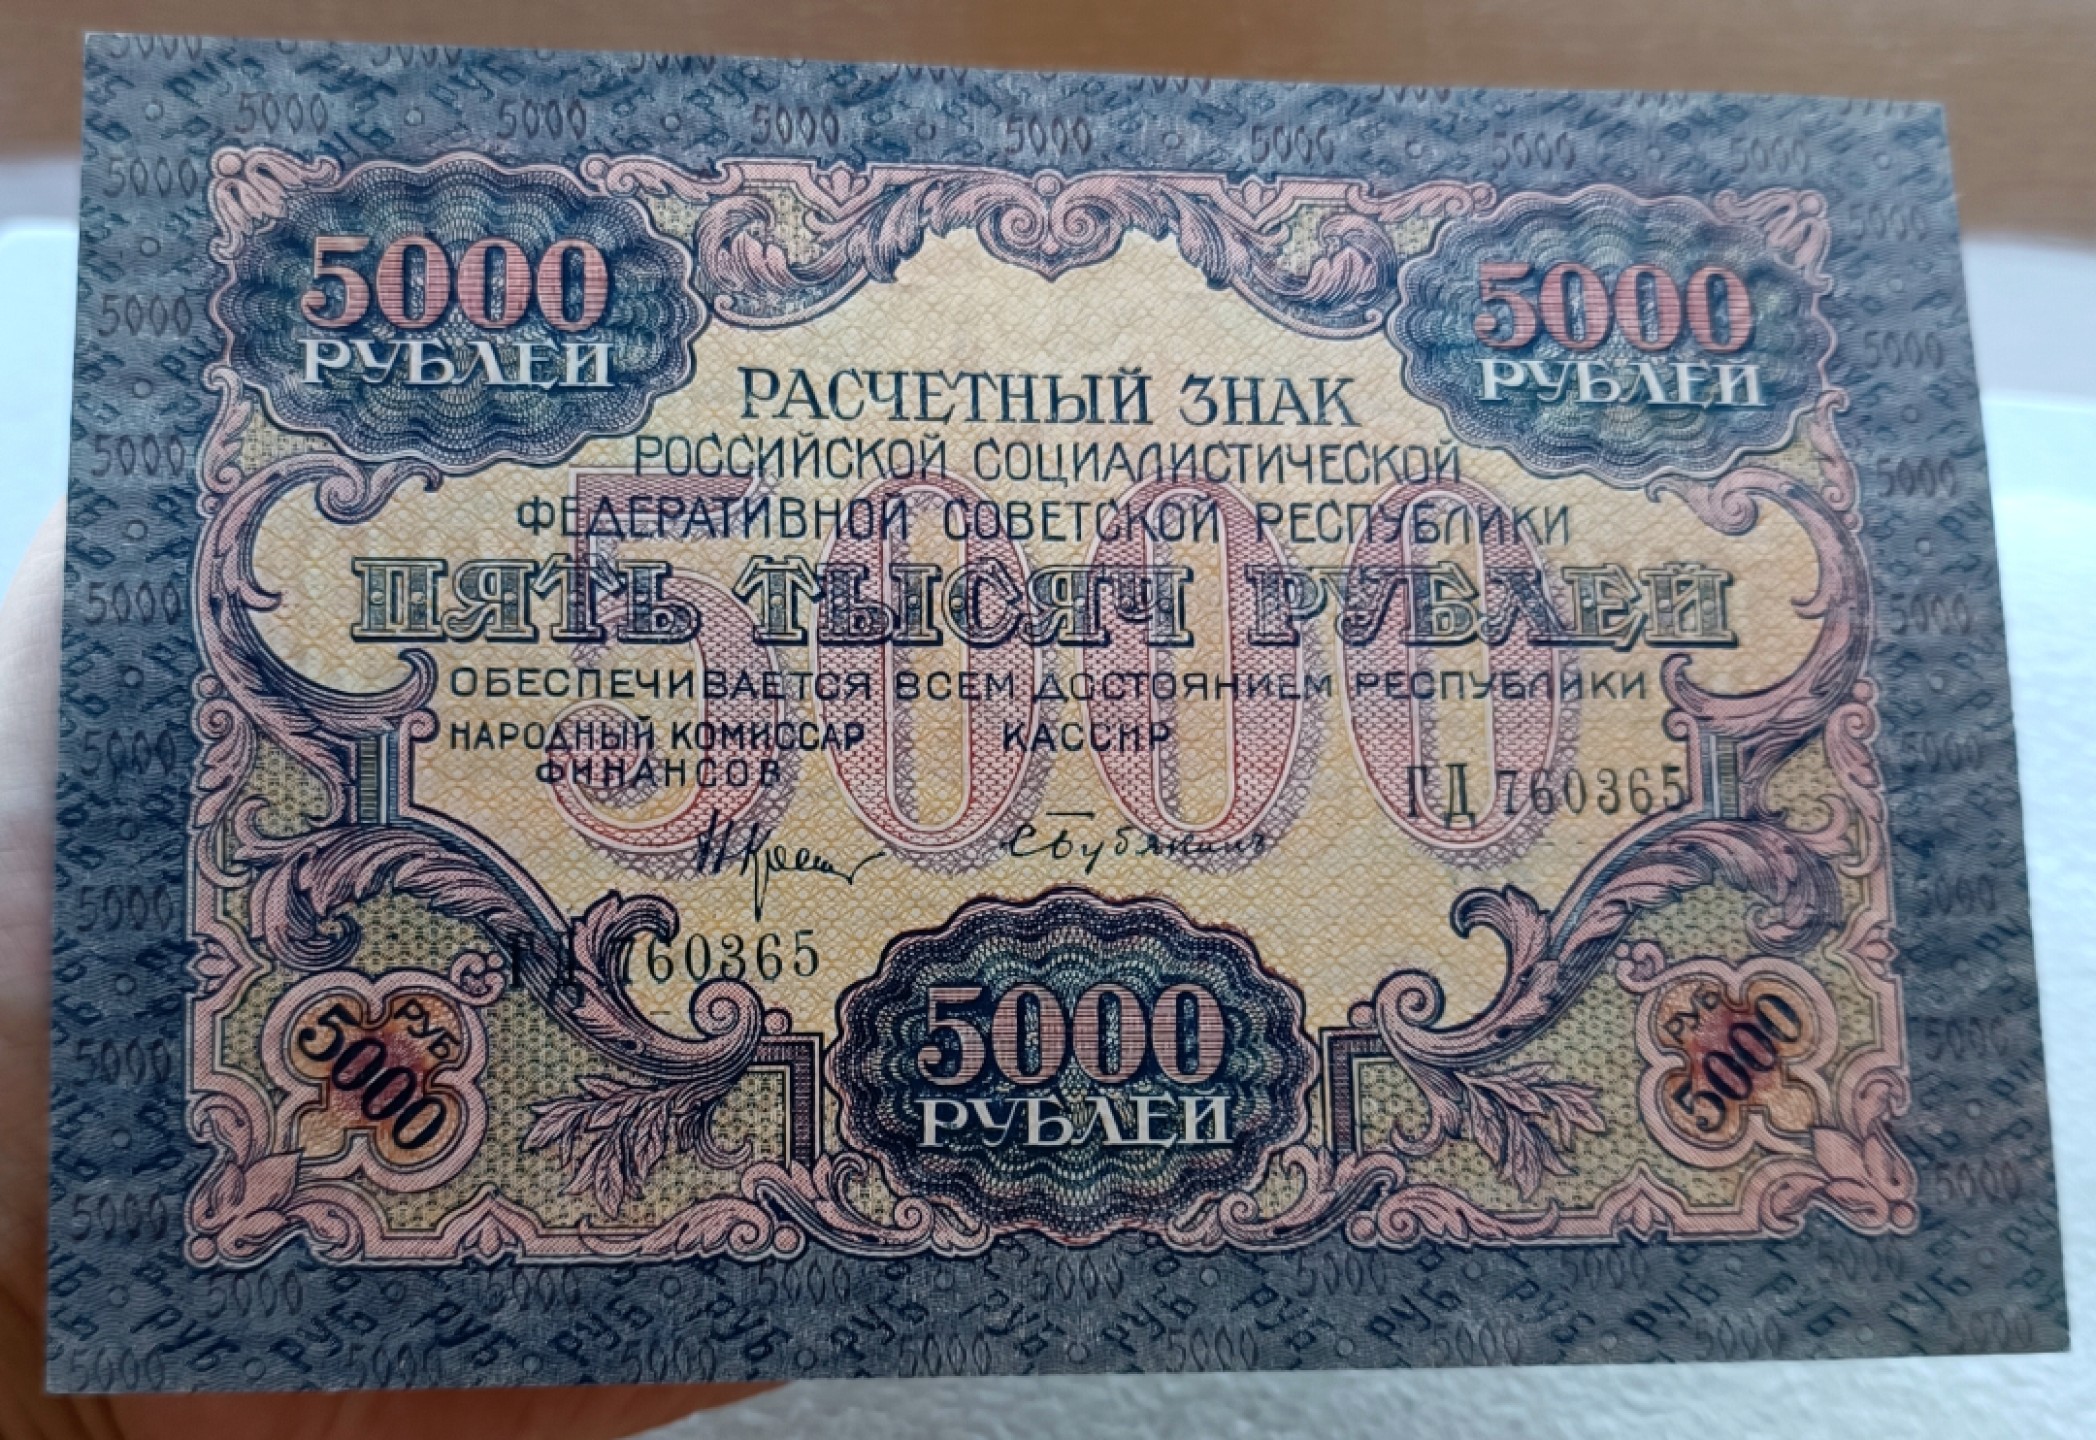 5000
РУБЛЕЙ
5000
РУБЛЕЙ
РАСЧЕТНЫЙ ЗНАК
РОССИЙСКОЙ СОЦИАЛИСТИЧЕСКОЙ
ФЕДЕРАТИВНОЙ СОВЕТСКОЙ РЕСПУБЛИКИ
5000
ПЯТЬ ТЫСЯЧ РУБЛЕЙ
ОБЕСПЕЧИВАЕТСЯ ВСЕМ ДОСТОЯНИЕМ РЕСПУБЛИКИ
НАРОДНЫЙ КОМИССАР
ФИНАНСОВ
КАССИР
ГД 760365
ГД 760365
5000 РУБ
5000
РУБЛЕЙ
РУБ 5000